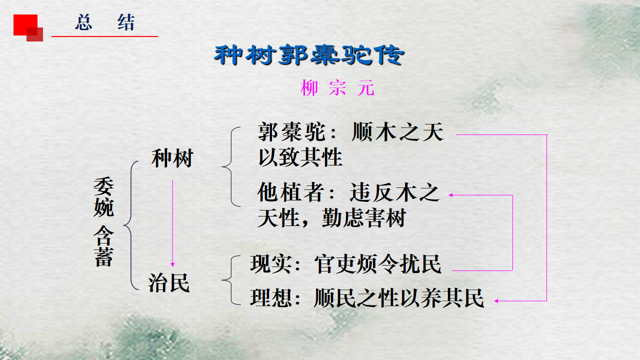 总 结
种树郭橐驼传
柳 宗 元
委婉 含蓄
种树
郭橐驼：顺木之天
以致其性
他植者：违反木之
天性，勤虑害树
治民
现实：官吏烦令扰民
理想：顺民之性以养其民